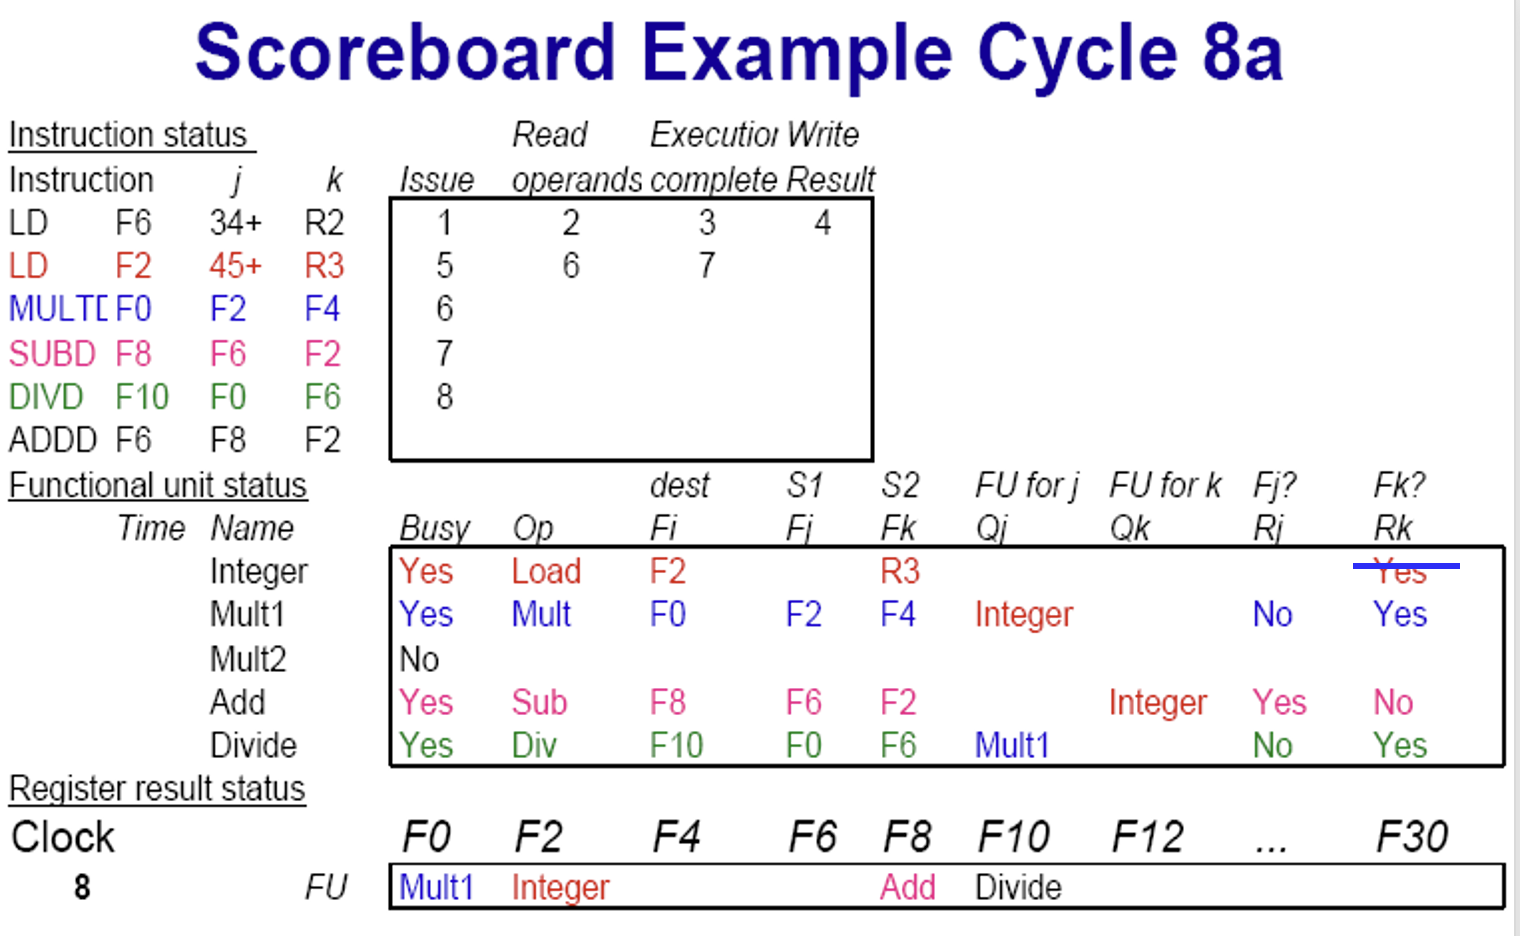 Scoreboard Example Cycle 8a
Instruction status Read Execution Write
Instruction j k Issue operands complete Result
LD F6 34+ R2 1 2 3 4
LD F2 45+ R3 5 6 7
MULTD F0 F2 F4 6
SUBD F8 F6 F2 7
DIVD F10 F0 F6 8
ADDD F6 F8 F2
Functional unit status dest S1 S2 FU for j FU for k Fj? Fk?
Time Name Busy Op Fi Fj Fk Qj Qk Rj Rk
Integer Yes Load F2 R3 Yes
Mult1 Yes Mult F0 F2 F4 Integer No Yes
Mult2 No
Add Yes Sub F8 F6 F2 Integer Yes No
Divide Yes Div F10 F0 F6 Mult1 No Yes
Register result status
Clock F0 F2 F4 F6 F8 F10 F12 ... F30
8 FU Mult1 Integer Add Divide